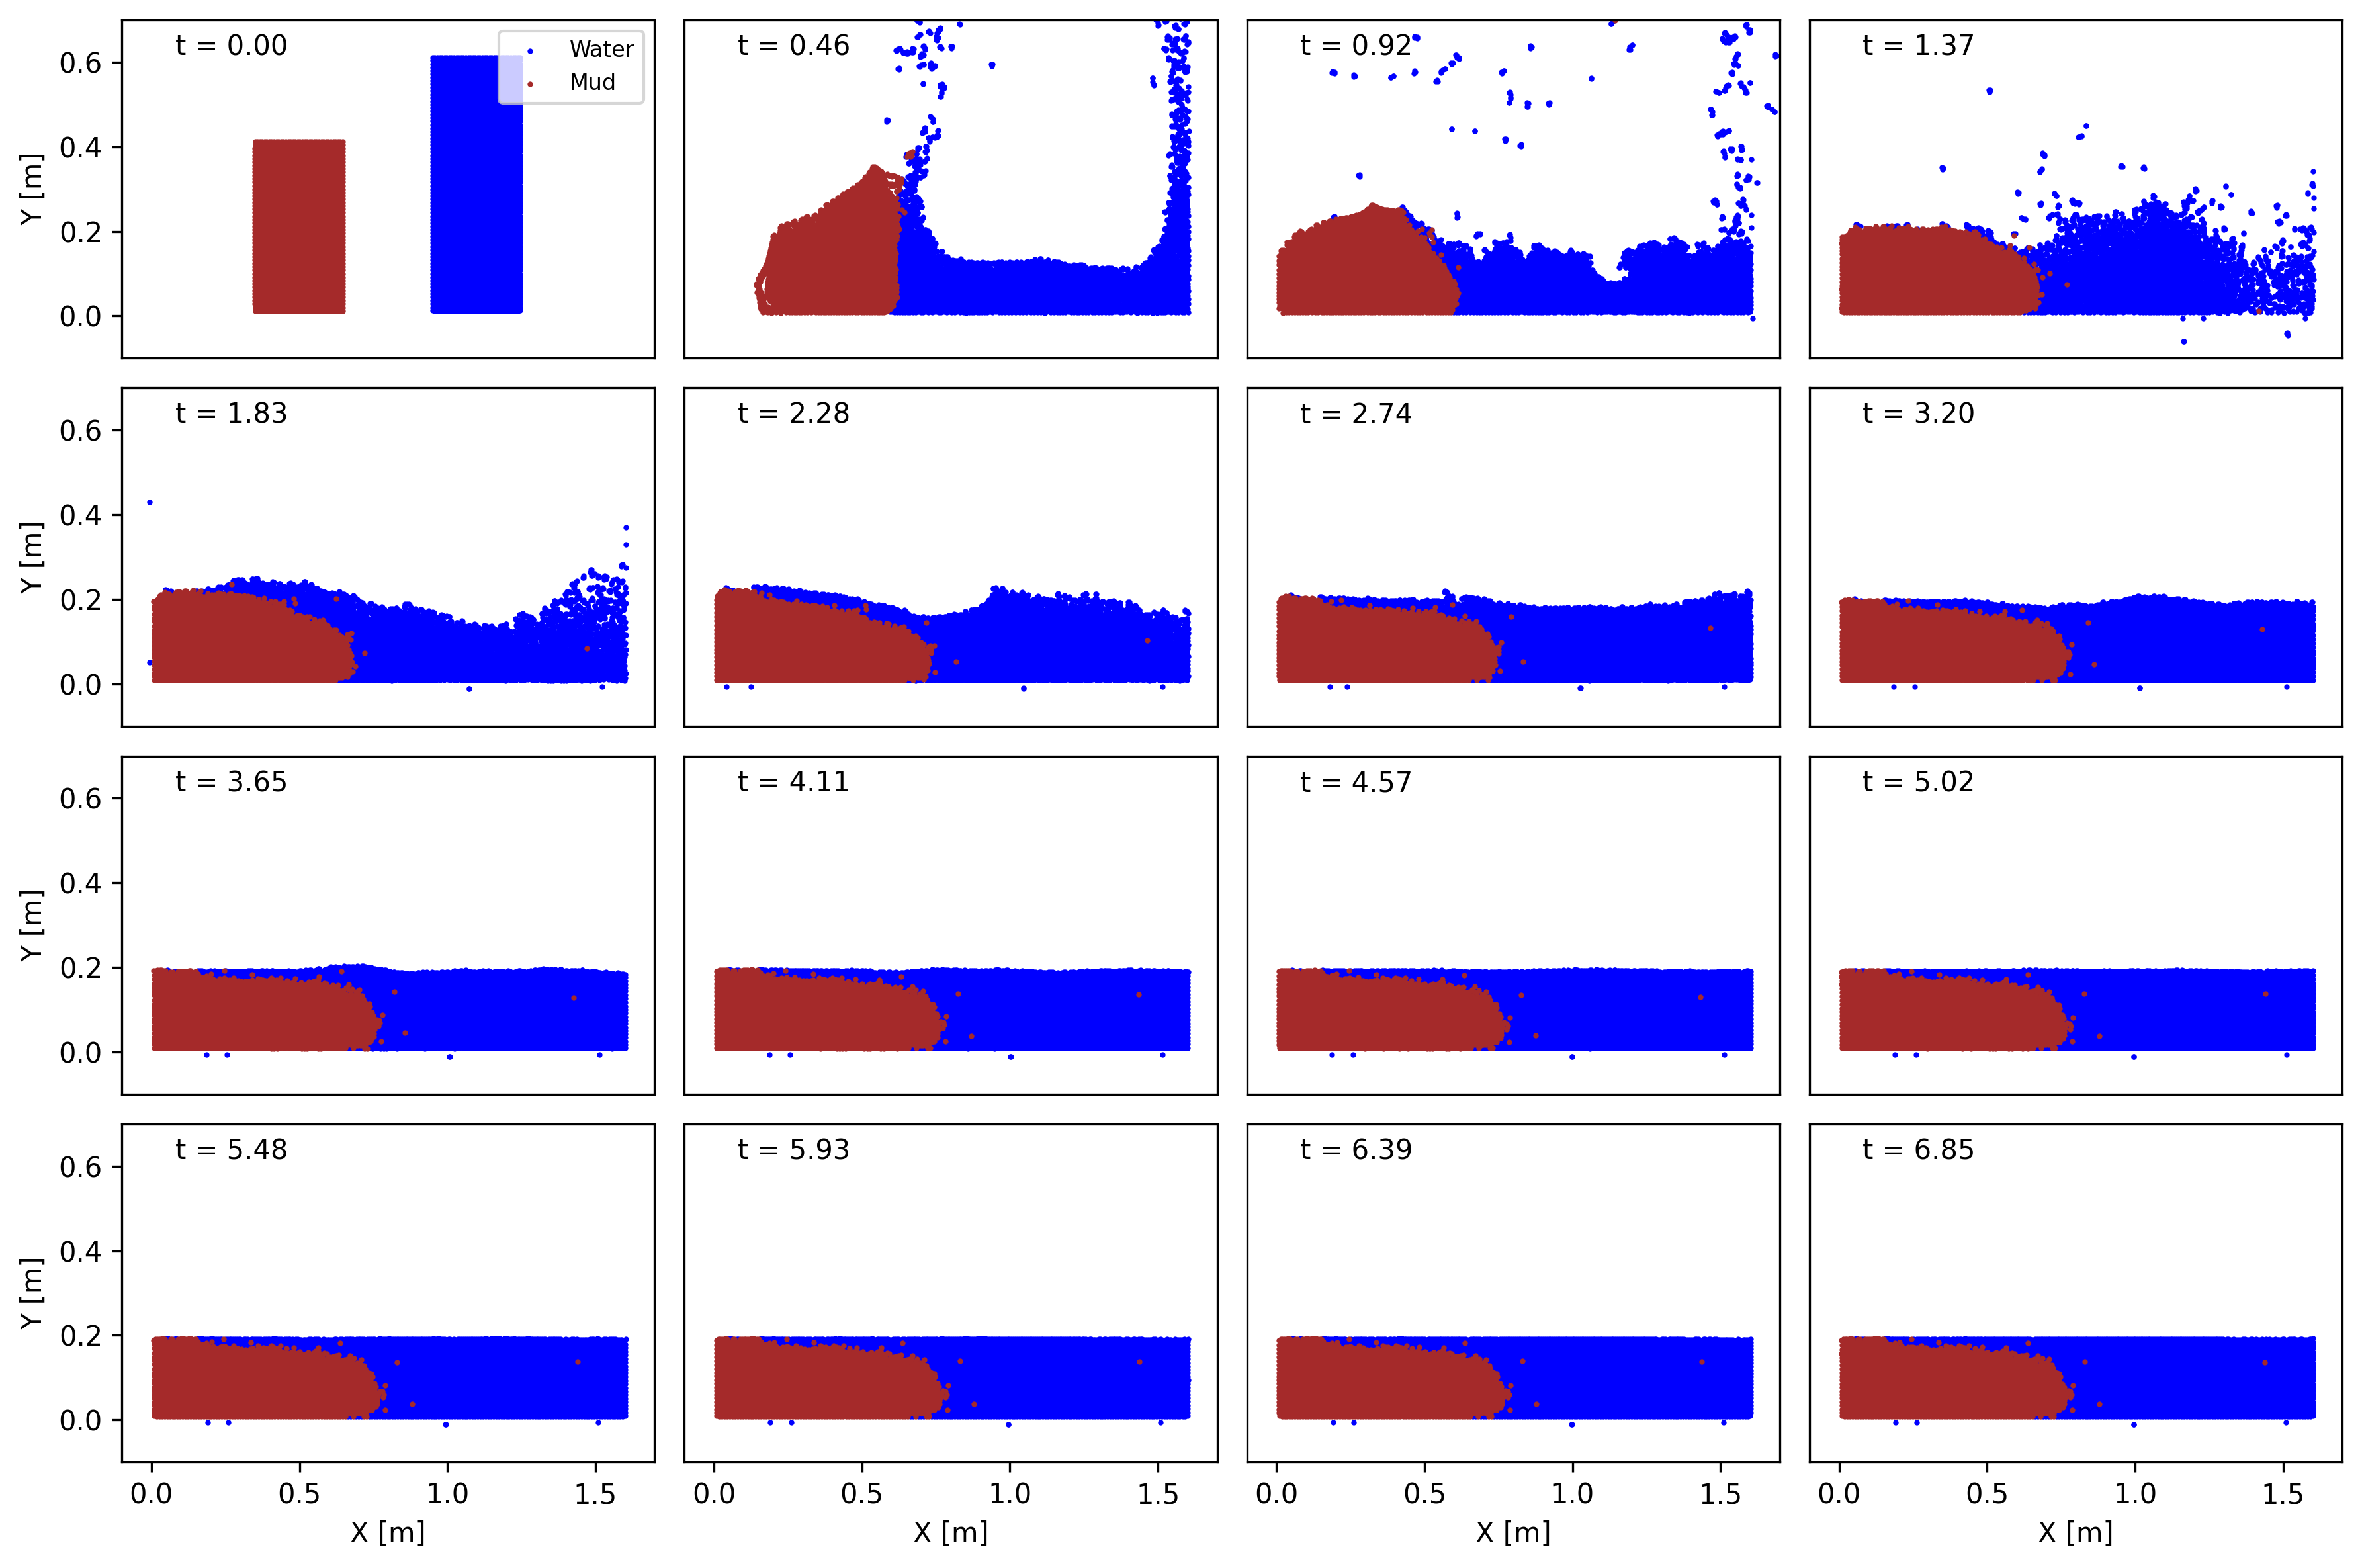 t = 0.00
Water
Mud
t = 0.46
t = 0.92
t = 1.37
Y [m]
0.6
0.4
0.2
0.0
t = 1.83
t = 2.28
t = 2.74
t = 3.20
Y [m]
0.6
0.4
0.2
0.0
t = 3.65
t = 4.11
t = 4.57
t = 5.02
Y [m]
0.6
0.4
0.2
0.0
t = 5.48
t = 5.93
t = 6.39
t = 6.85
Y [m]
0.6
0.4
0.2
0.0
0.0 0.5 1.0 1.5
X [m]
0.0 0.5 1.0 1.5
X [m]
0.0 0.5 1.0 1.5
X [m]
0.0 0.5 1.0 1.5
X [m]